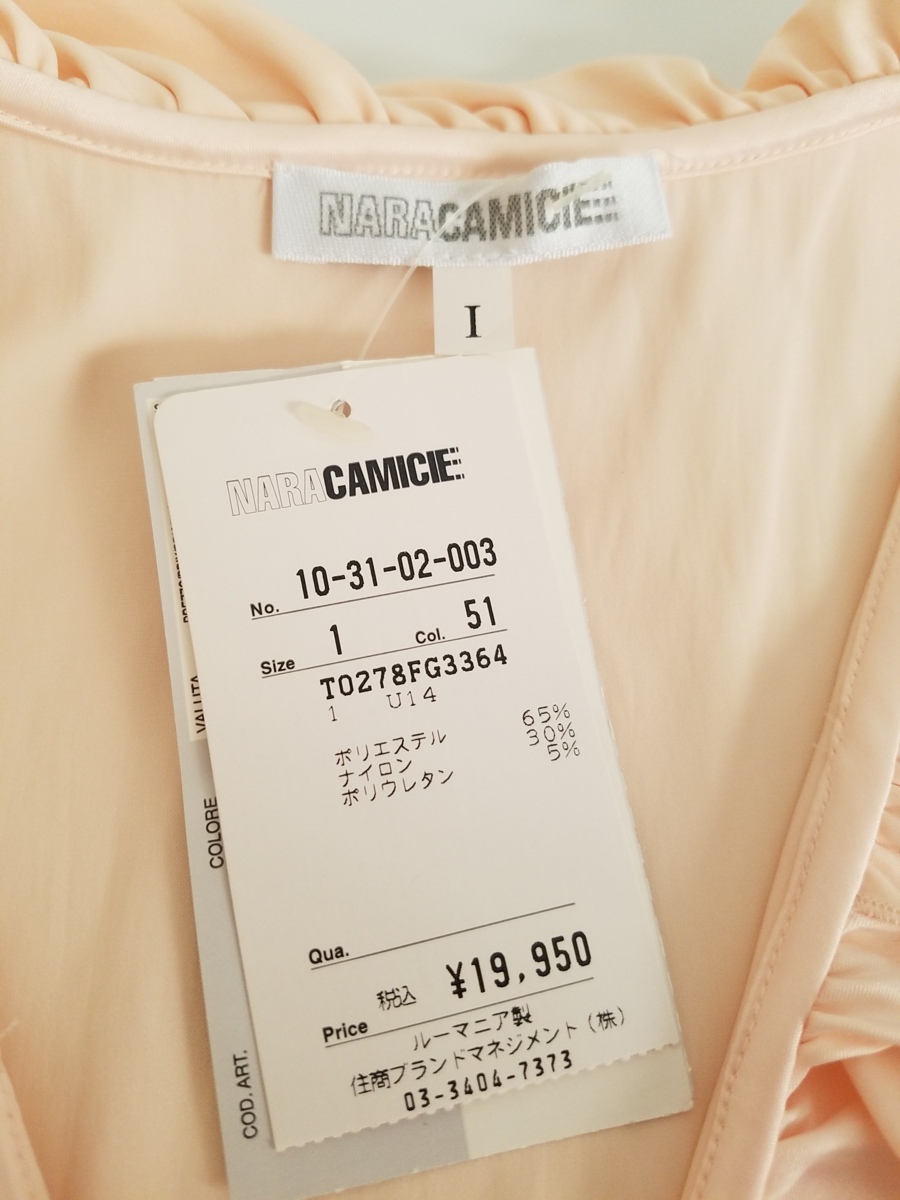 NARACAMICIE
I
NARACAMICIE
No. 10-31-02-003
Size 1 Col. 51
T0278FG3364
1 U14
ポリエステル 65%
ナイロン 30%
ポリウレタン 5%
Qua.
税込 ¥19,950
Price
ルーマニア製
住商ブランドマネジメント（株）
03-3404-7373
VALUTA
COLORE
COD. ART.